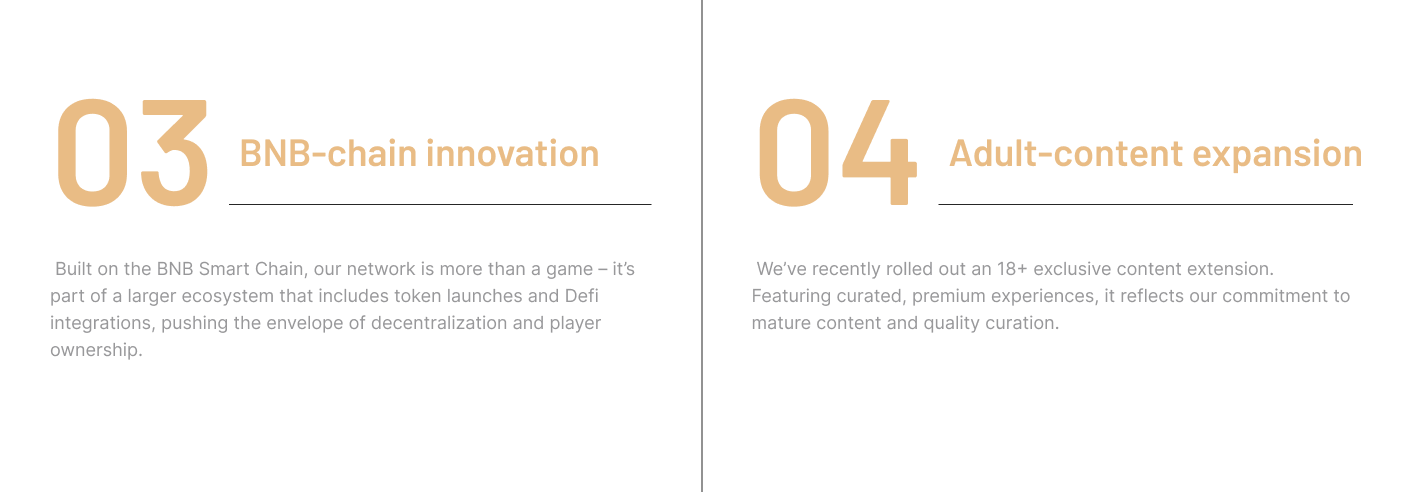 03
BNB-chain innovation
Built on the BNB Smart Chain, our network is more than a game – it’s
part of a larger ecosystem that includes token launches and Defi
integrations, pushing the envelope of decentralization and player
ownership.
04
Adult-content expansion
We’ve recently rolled out an 18+ exclusive content extension.
Featuring curated, premium experiences, it reflects our commitment to
mature content and quality curation.